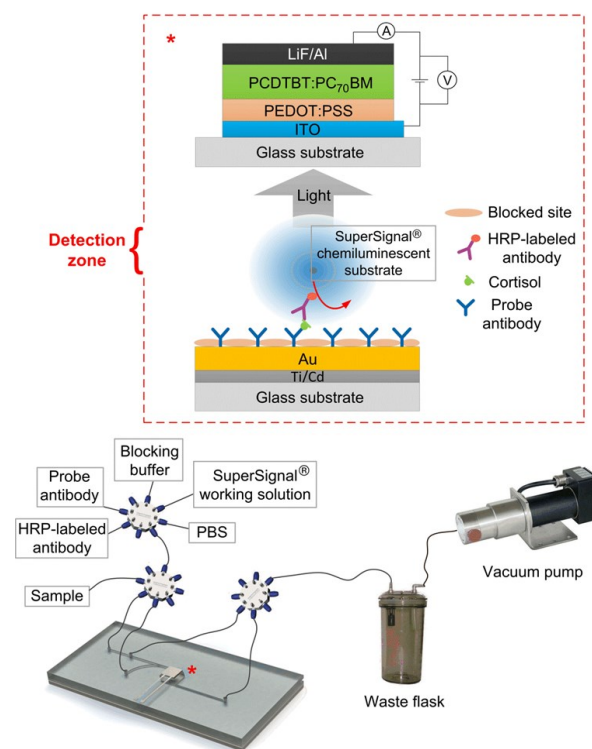 *
A
LiF/Al
PCDTBT:PC₇₀BM
V
PEDOT:PSS
ITO
Glass substrate
Light
Detection
zone
SuperSignal®
chemiluminescent
substrate
Blocked site
HRP-labeled
antibody
Cortisol
Probe
antibody
Au
Ti/Cd
Glass substrate
Blocking
buffer
Probe
antibody
SuperSignal®
working solution
HRP-labeled
antibody
PBS
Sample
Vacuum pump
*
Waste flask